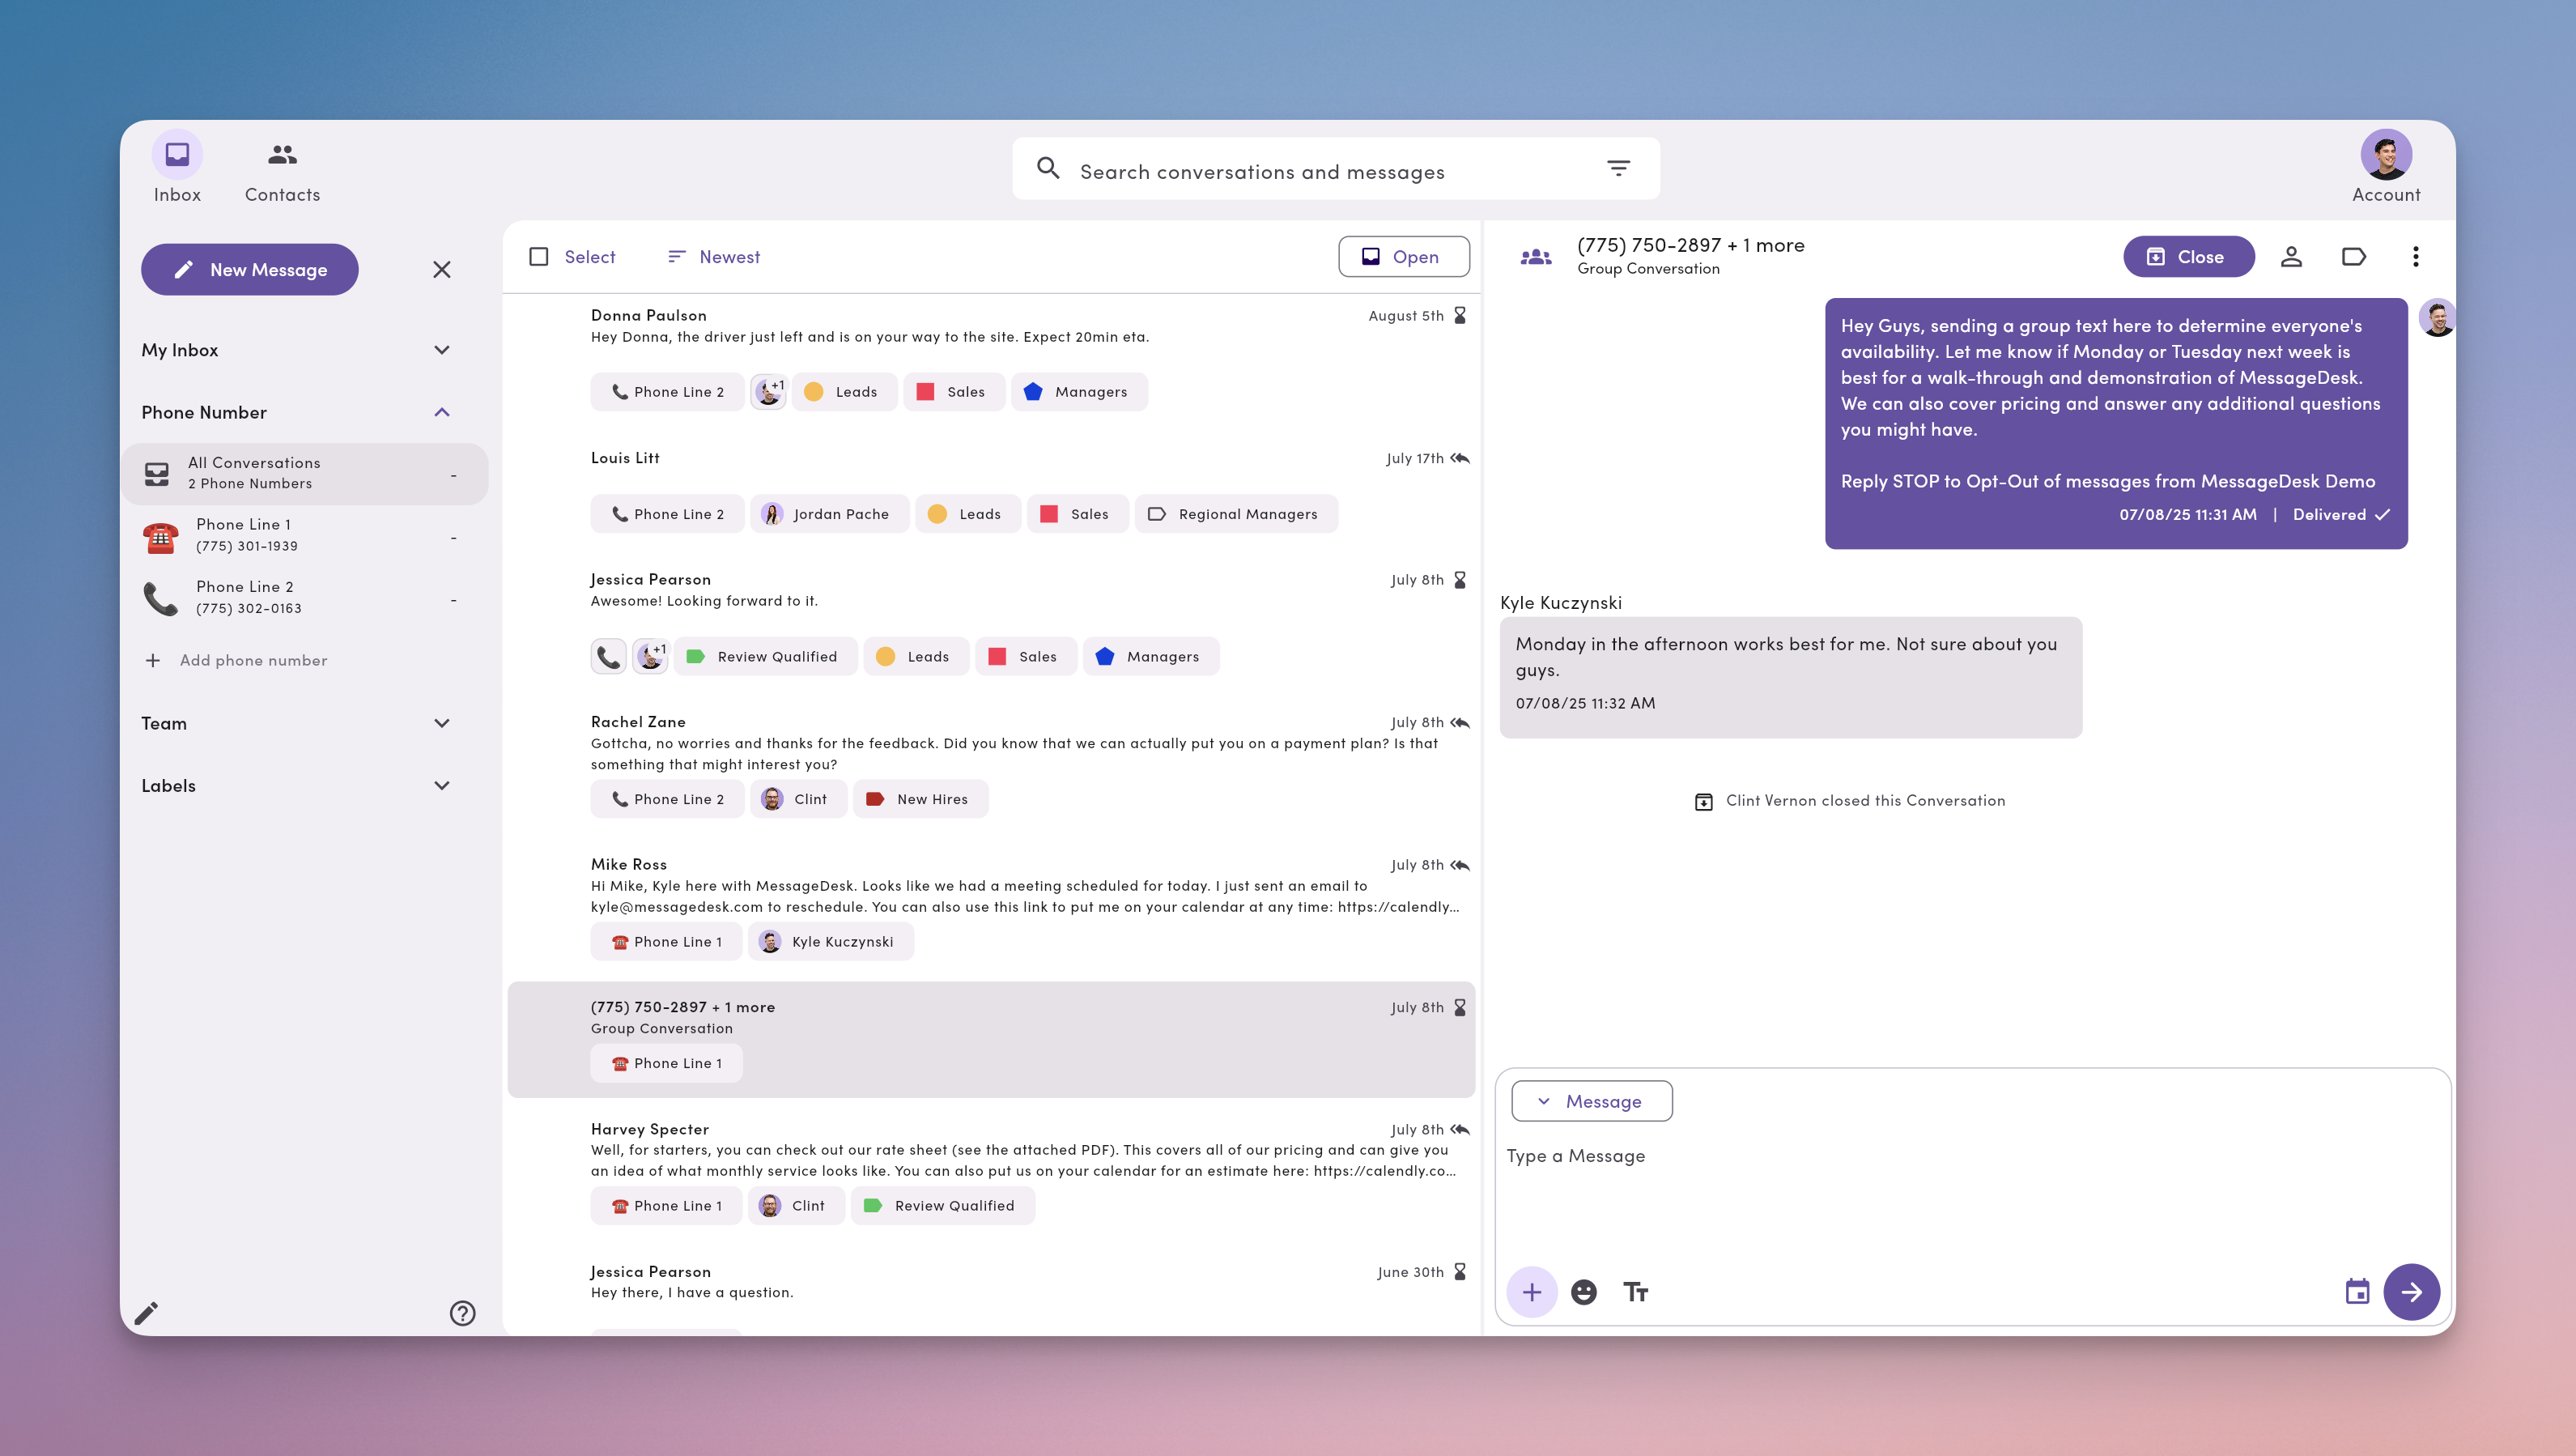 Inbox
Contacts
Search conversations and messages
Account
New Message
My Inbox
Phone Number
All Conversations
2 Phone Numbers
-
Phone Line 1
(775) 301-1939
-
Phone Line 2
(775) 302-0163
-
Add phone number
Team
Labels
Select
Newest
Open
Donna Paulson
August 5th
Hey Donna, the driver just left and is on your way to the site. Expect 20min eta.
Phone Line 2 +1 Leads Sales Managers
Louis Litt
July 17th
Phone Line 2 Jordan Pache Leads Sales Regional Managers
Jessica Pearson
July 8th
Awesome! Looking forward to it.
+1 Review Qualified Leads Sales Managers
Rachel Zane
July 8th
Gottcha, no worries and thanks for the feedback. Did you know that we can actually put you on a payment plan? Is that
something that might interest you?
Phone Line 2 Clint New Hires
Mike Ross
July 8th
Hi Mike, Kyle here with MessageDesk. Looks like we had a meeting scheduled for today. I just sent an email to
kyle@messagedesk.com to reschedule. You can also use this link to put me on your calendar at any time: https://calendly...
Phone Line 1 Kyle Kuczynski
(775) 750-2897 + 1 more
July 8th
Group Conversation
Phone Line 1
Harvey Specter
July 8th
Well, for starters, you can check out our rate sheet (see the attached PDF). This covers all of our pricing and can give you
an idea of what monthly service looks like. You can also put us on your calendar for an estimate here: https://calendly.co...
Phone Line 1 Clint Review Qualified
Jessica Pearson
June 30th
Hey there, I have a question.
(775) 750-2897 + 1 more
Group Conversation
Close
Hey Guys, sending a group text here to determine everyone's
availability. Let me know if Monday or Tuesday next week is
best for a walk-through and demonstration of MessageDesk.
We can also cover pricing and answer any additional questions
you might have.
Reply STOP to Opt-Out of messages from MessageDesk Demo
07/08/25 11:31 AM | Delivered
Kyle Kuczynski
Monday in the afternoon works best for me. Not sure about you
guys.
07/08/25 11:32 AM
Clint Vernon closed this Conversation
Message
Type a Message
Tт